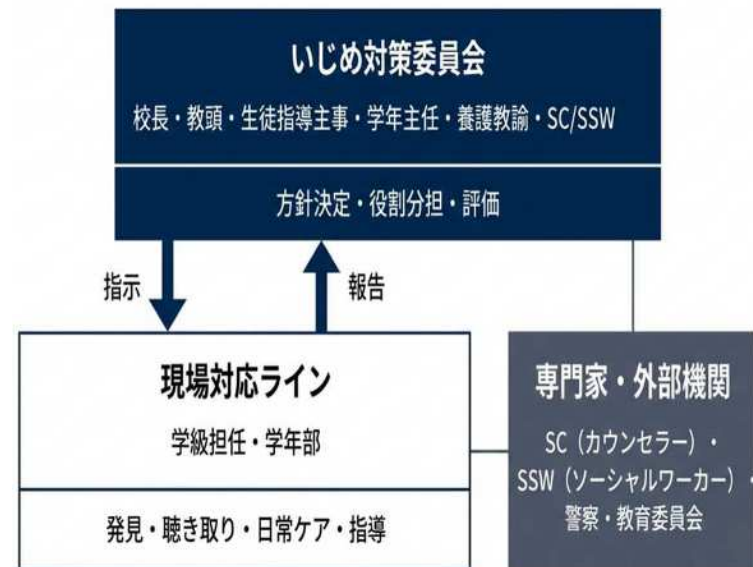 いじめ対策委員会
校長・教頭・生徒指導主事・学年主任・養護教諭・SC/SSW
方針決定・役割分担・評価
指示
報告
現場対応ライン
学級担任・学年部
発見・聴き取り・日常ケア・指導
専門家・外部機関
SC（カウンセラー）・
SSW（ソーシャルワーカー）・
警察・教育委員会